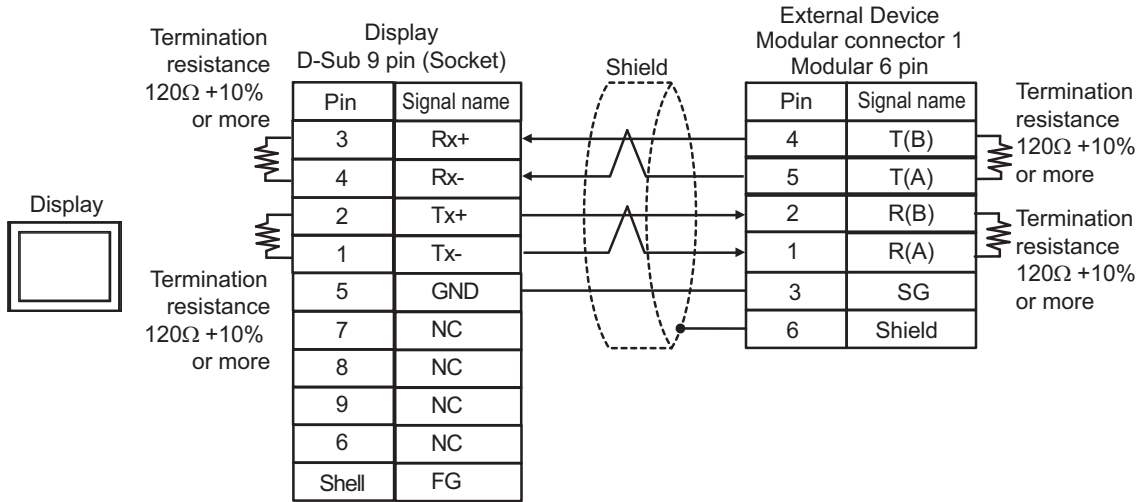 Termination
resistance
120Ω +10%
or more
Display
D-Sub 9 pin (Socket)
Shield
External Device
Modular connector 1
Modular 6 pin
Pin Signal name
3 Rx+
4 Rx-
2 Tx+
1 Tx-
5 GND
7 NC
8 NC
9 NC
6 NC
Shell FG
Pin Signal name
4 T(B)
5 T(A)
2 R(B)
1 R(A)
3 SG
6 Shield
Termination
resistance
120Ω +10%
or more
Display
Termination
resistance
120Ω +10%
or more
Termination
resistance
120Ω +10%
or more